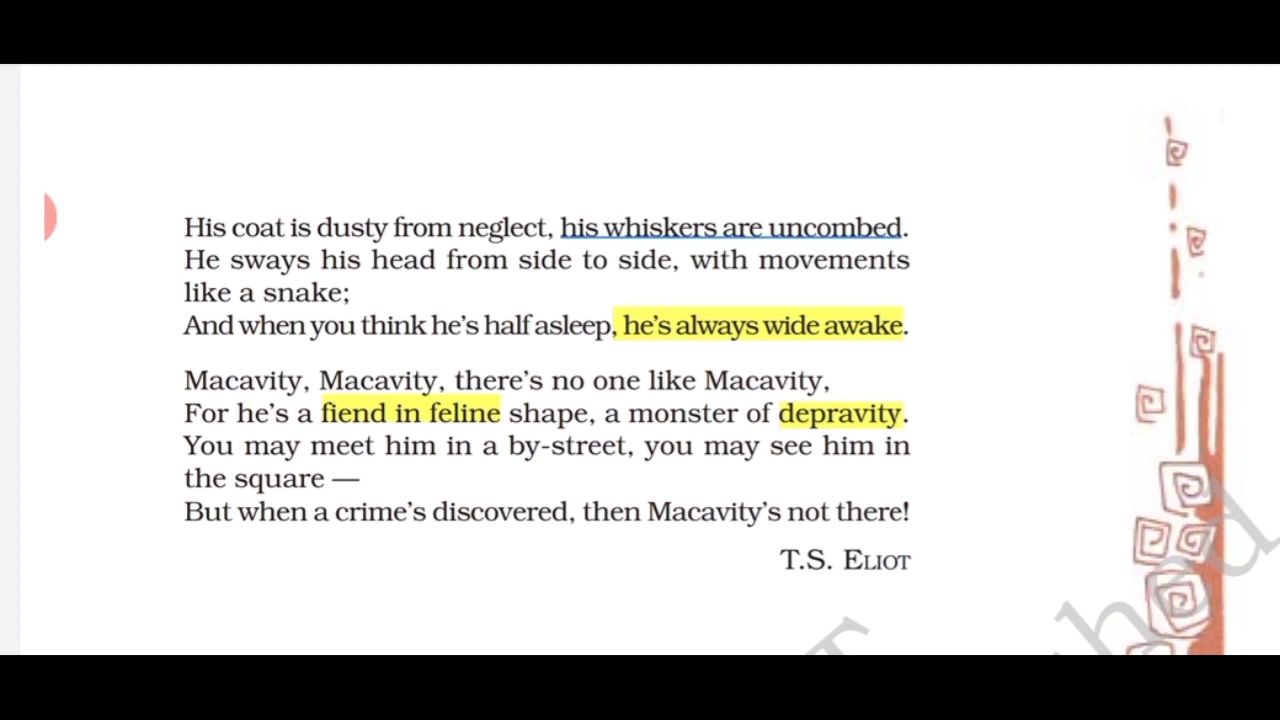 His coat is dusty from neglect, his whiskers are uncombed.
He sways his head from side to side, with movements
like a snake;
And when you think he’s half asleep, he’s always wide awake.
Macavity, Macavity, there’s no one like Macavity,
For he’s a fiend in feline shape, a monster of depravity.
You may meet him in a by-street, you may see him in
the square —
But when a crime’s discovered, then Macavity’s not there!
T.S. Eliot